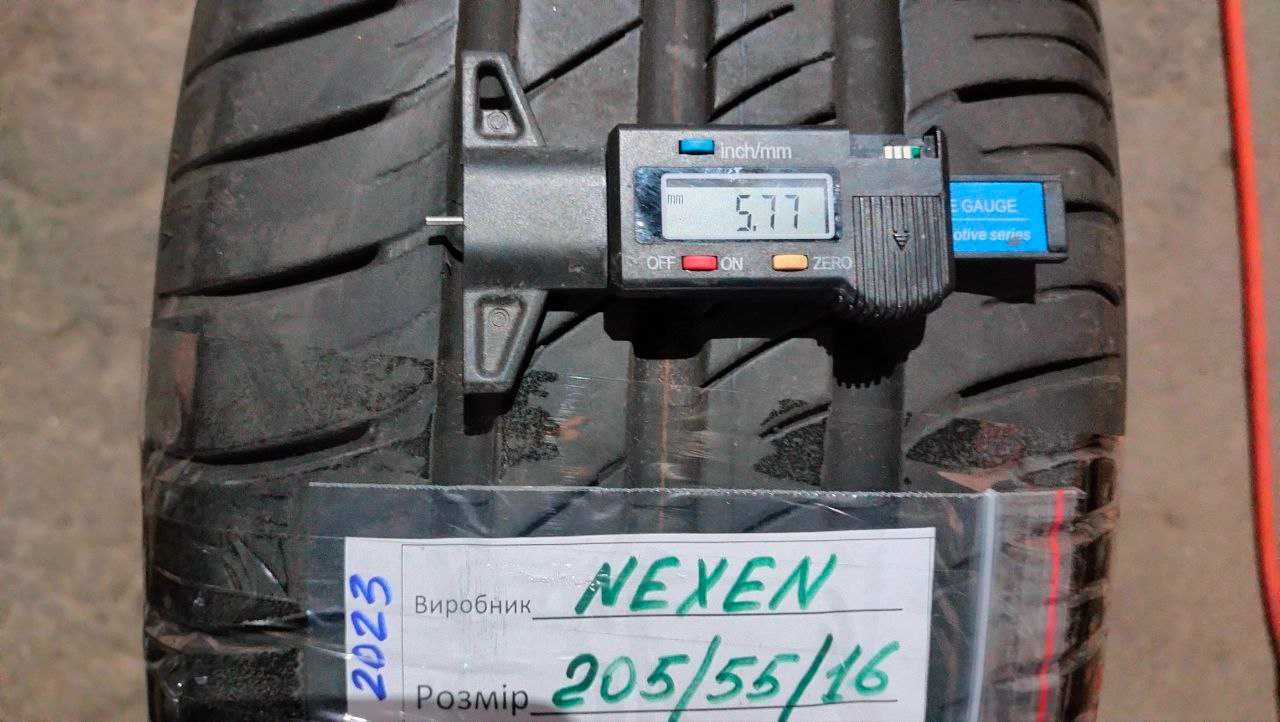 inch/mm
mm 5.77
OFF ON ZERO
E GAUGE
otive series
2023
Виробник NEXEN
Розмір 205/55/16